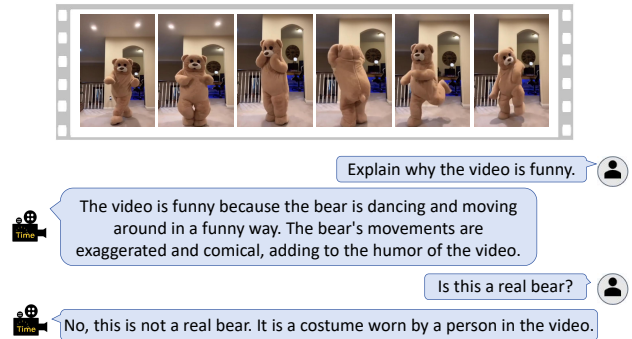 Explain why the video is funny.
The video is funny because the bear is dancing and moving
around in a funny way. The bear's movements are
exaggerated and comical, adding to the humor of the video.
Time
Is this a real bear?
No, this is not a real bear. It is a costume worn by a person in the video.
Time